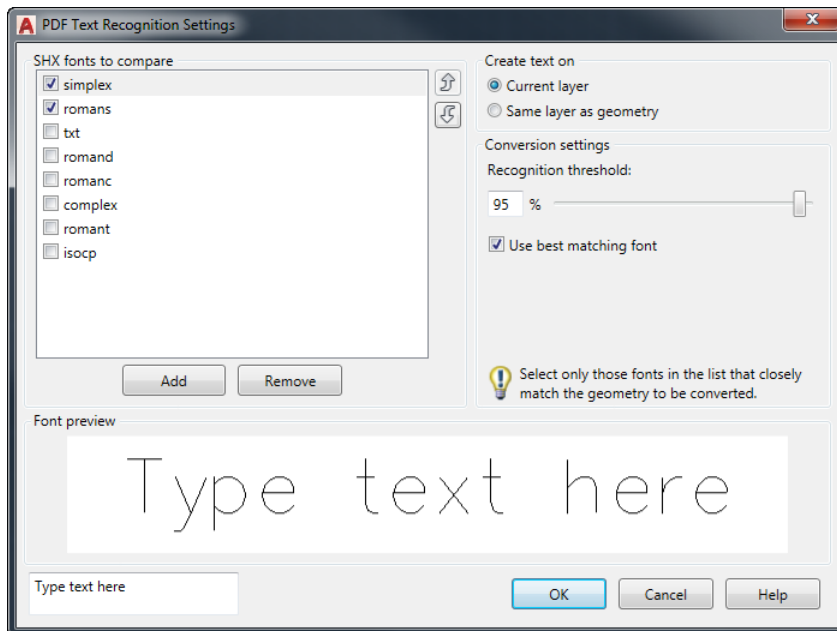 PDF Text Recognition Settings
SHX fonts to compare
simplex
romans
txt
romand
romanc
complex
romant
isocp
Add
Remove
Create text on
Current layer
Same layer as geometry
Conversion settings
Recognition threshold:
95 %
Use best matching font
Select only those fonts in the list that closely
match the geometry to be converted.
Font preview
Type text here
Type text here
OK
Cancel
Help